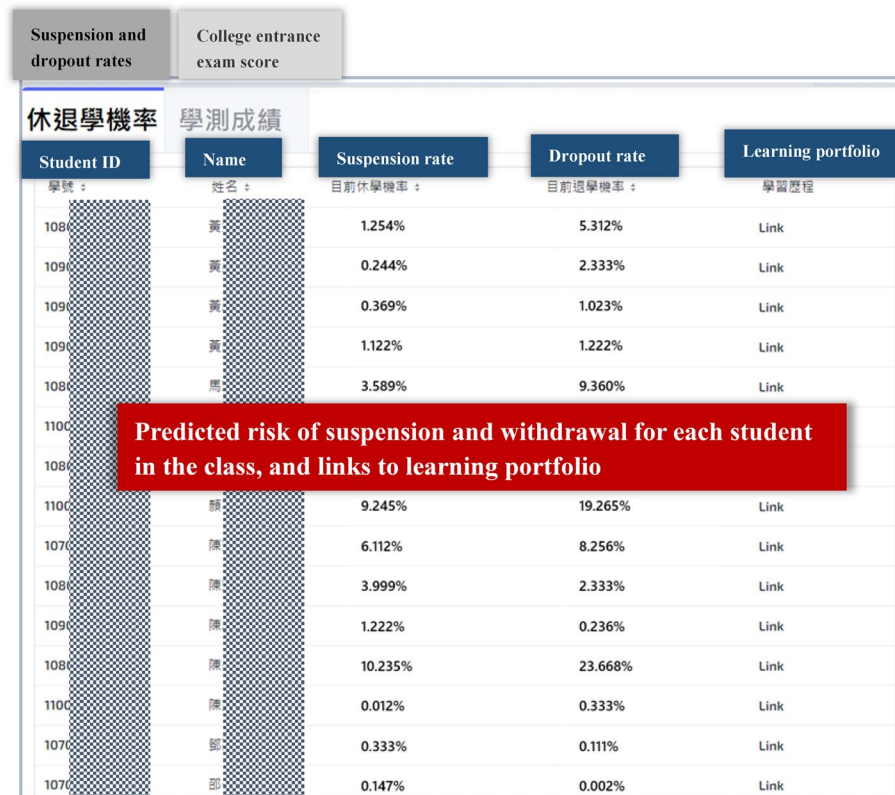 Suspension and
dropout rates
College entrance
exam score
休退學機率 學測成績
Student ID Name Suspension rate Dropout rate Learning portfolio
學號 姓名 目前休學機率 目前退學機率 學習歷程
108 黃 1.254% 5.312% Link
109 黃 0.244% 2.333% Link
109 黃 0.369% 1.023% Link
109 黃 1.122% 1.222% Link
108 馬 3.589% 9.360% Link
1100
Predicted risk of suspension and withdrawal for each student
in the class, and links to learning portfolio
108
1100 顏 9.245% 19.265% Link
107 陳 6.112% 8.256% Link
108 陳 3.999% 2.333% Link
109 陳 1.222% 0.236% Link
108 陳 10.235% 23.668% Link
1100 陳 0.012% 0.333% Link
107 鄧 0.333% 0.111% Link
107 邵 0.147% 0.002% Link